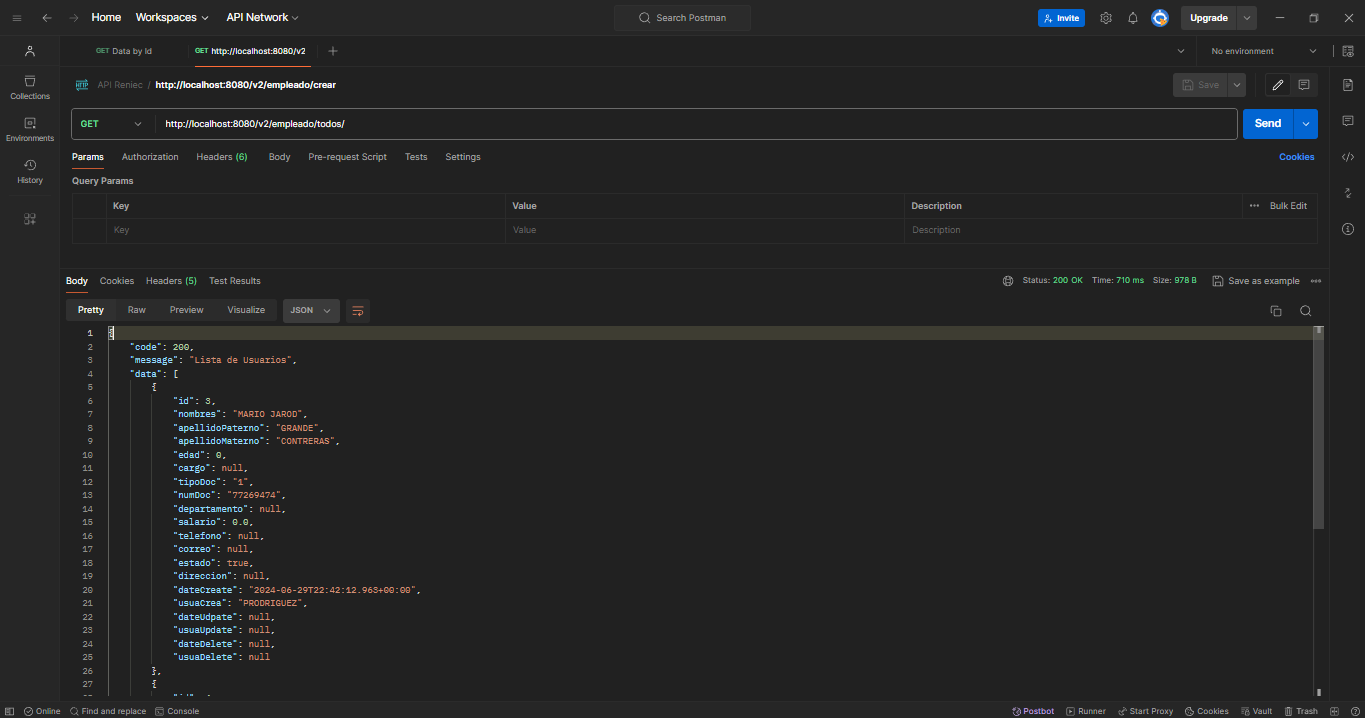 Home Workspaces API Network Search Postman Invite Upgrade
GET Data by Id GET http://localhost:8080/v2 No environment
API Reniec / http://localhost:8080/v2/empleado/crear Save
Collections
GET http://localhost:8080/v2/empleado/todos/ Send
Environments
Params Authorization Headers (6) Body Pre-request Script Tests Settings Cookies
History
Query Params
Key Value Description Bulk Edit
Key Value Description
Body Cookies Headers (5) Test Results Status: 200 OK Time: 710 ms Size: 978 B Save as example
Pretty Raw Preview Visualize JSON
1 {
2 "code": 200,
3 "message": "Lista de Usuarios",
4 "data": [
5 {
6 "id": 3,
7 "nombres": "MARIO JAROD",
8 "apellidoPaterno": "GRANDE",
9 "apellidoMaterno": "CONTRERAS",
10 "edad": 0,
11 "cargo": null,
12 "tipoDoc": "1",
13 "numDoc": "77269474",
14 "departamento": null,
15 "salario": 0.0,
16 "telefono": null,
17 "correo": null,
18 "estado": true,
19 "direccion": null,
20 "dateCreate": "2024-06-29T22:42:12.963+00:00",
21 "usuaCrea": "PRODRIGUEZ",
22 "dateUdpate": null,
23 "usuaUpdate": null,
24 "dateDelete": null,
25 "usuaDelete": null
26 },
27 {
Online Find and replace Console Postbot Runner Start Proxy Cookies Vault Trash